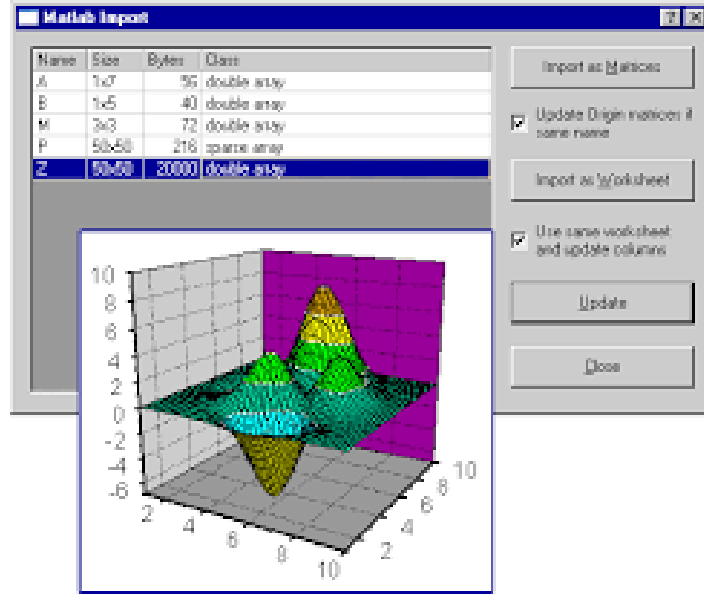 Matlab Import
Name Size Bytes Class
A 1x7 56 double array
B 1x5 40 double array
M 3x3 72 double array
P 50x50 216 sparse array
Z 50x50 20000 double array
Import as Matrices
Update Origin matrices if
same name
Import as Worksheet
Use same worksheet
and update columns
Update
Close
10
8
6
4
2
0
-2
-4
-6
2
4
6
8
10
2
4
6
8
10